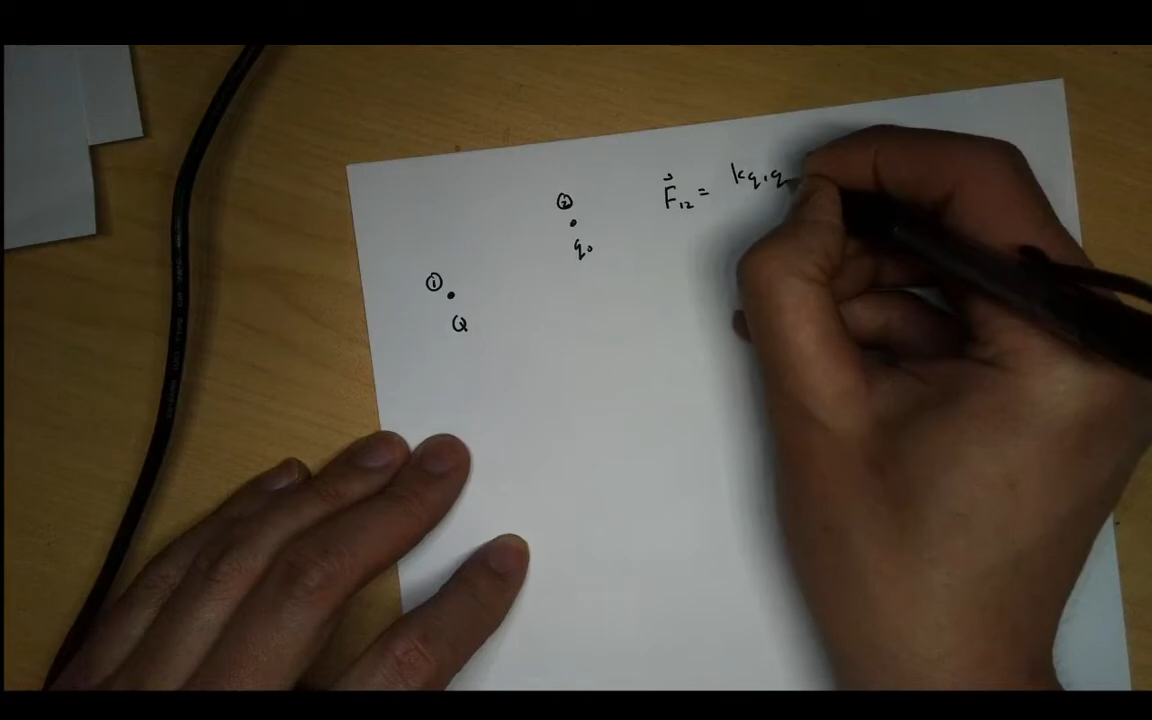 F⃗₁₂ = kq₁q
②
q₀
①
Q